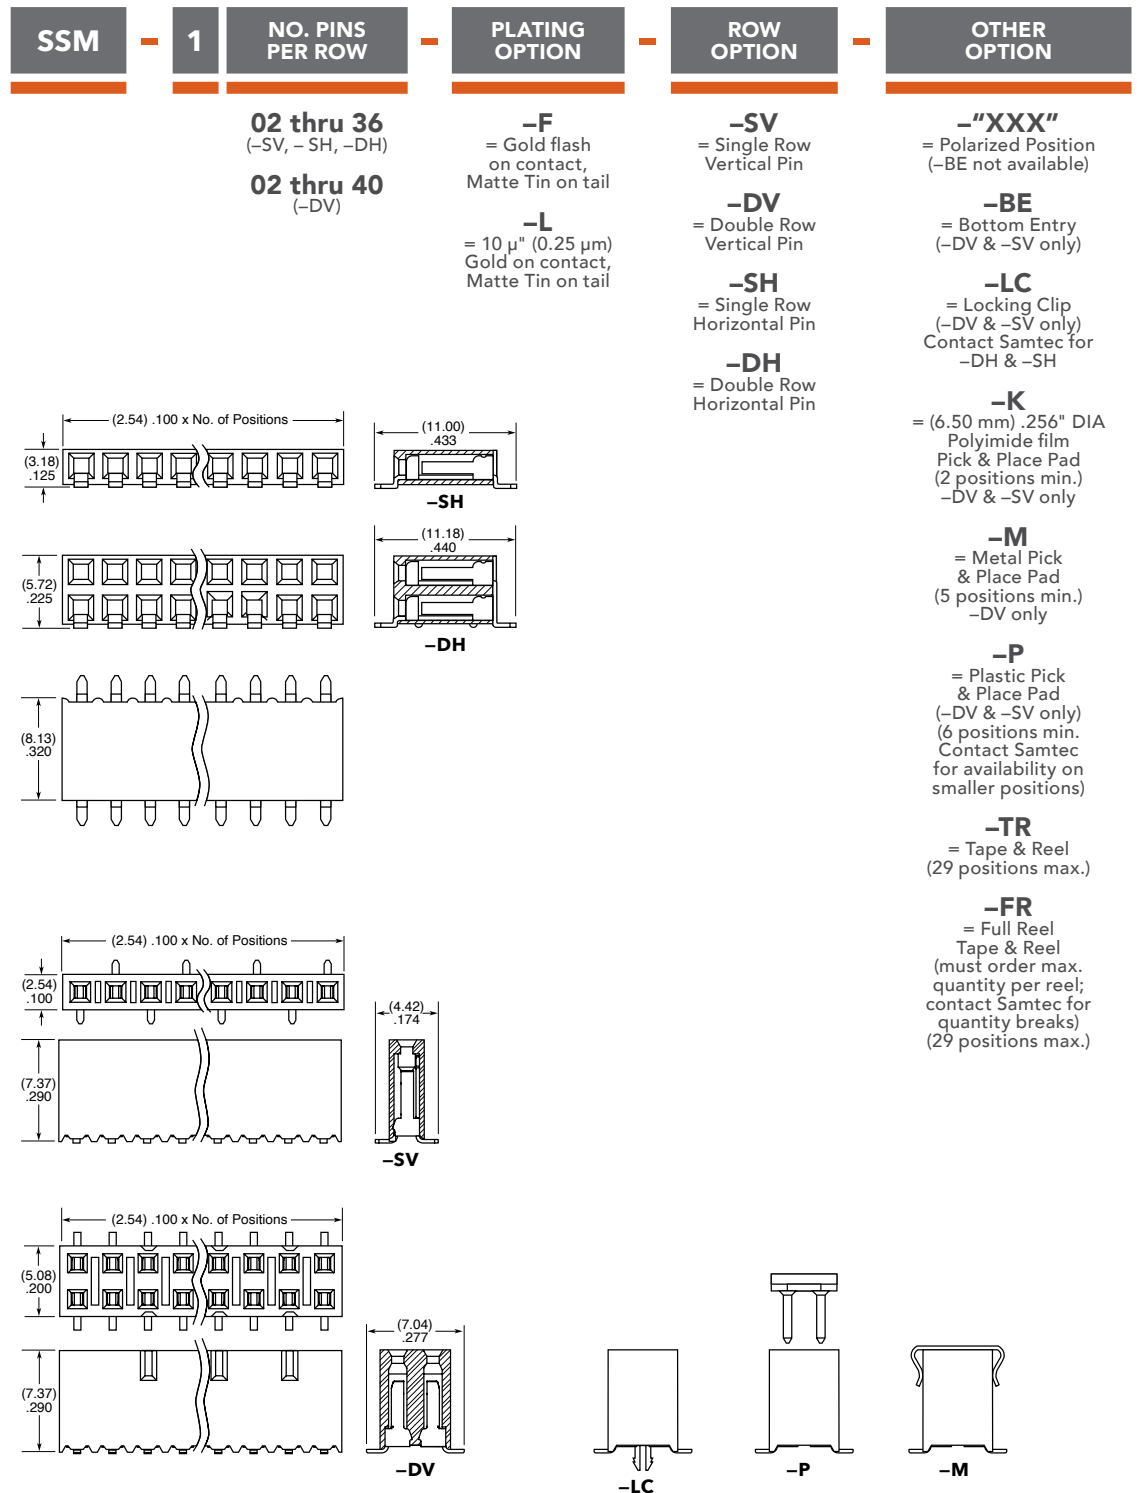 SSM - 1 NO. PINS PER ROW - PLATING OPTION - ROW OPTION - OTHER OPTION
02 thru 36
(–SV, – SH, –DH)
02 thru 40
(–DV)
–F
= Gold flash
on contact,
Matte Tin on tail
–L
= 10 µ" (0.25 µm)
Gold on contact,
Matte Tin on tail
–SV
= Single Row
Vertical Pin
–DV
= Double Row
Vertical Pin
–SH
= Single Row
Horizontal Pin
–DH
= Double Row
Horizontal Pin
–“XXX”
= Polarized Position
(–BE not available)
–BE
= Bottom Entry
(–DV & –SV only)
–LC
= Locking Clip
(–DV & –SV only)
Contact Samtec for
–DH & –SH
–K
= (6.50 mm) .256" DIA
Polyimide film
Pick & Place Pad
(2 positions min.)
–DV & –SV only
–M
= Metal Pick
& Place Pad
(5 positions min.)
–DV only
–P
= Plastic Pick
& Place Pad
(–DV & –SV only)
(6 positions min.
Contact Samtec
for availability on
smaller positions)
–TR
= Tape & Reel
(29 positions max.)
–FR
= Full Reel
Tape & Reel
(must order max.
quantity per reel;
contact Samtec for
quantity breaks)
(29 positions max.)
(2.54) .100 x No. of Positions
(3.18)
.125
(11.00)
.433
–SH
(5.72)
.225
(11.18)
.440
–DH
(8.13)
.320
(2.54) .100 x No. of Positions
(2.54)
.100
(7.37)
.290
(4.42)
.174
–SV
(2.54) .100 x No. of Positions
(5.08)
.200
(7.37)
.290
(7.04)
.277
–DV
–LC
–P
–M